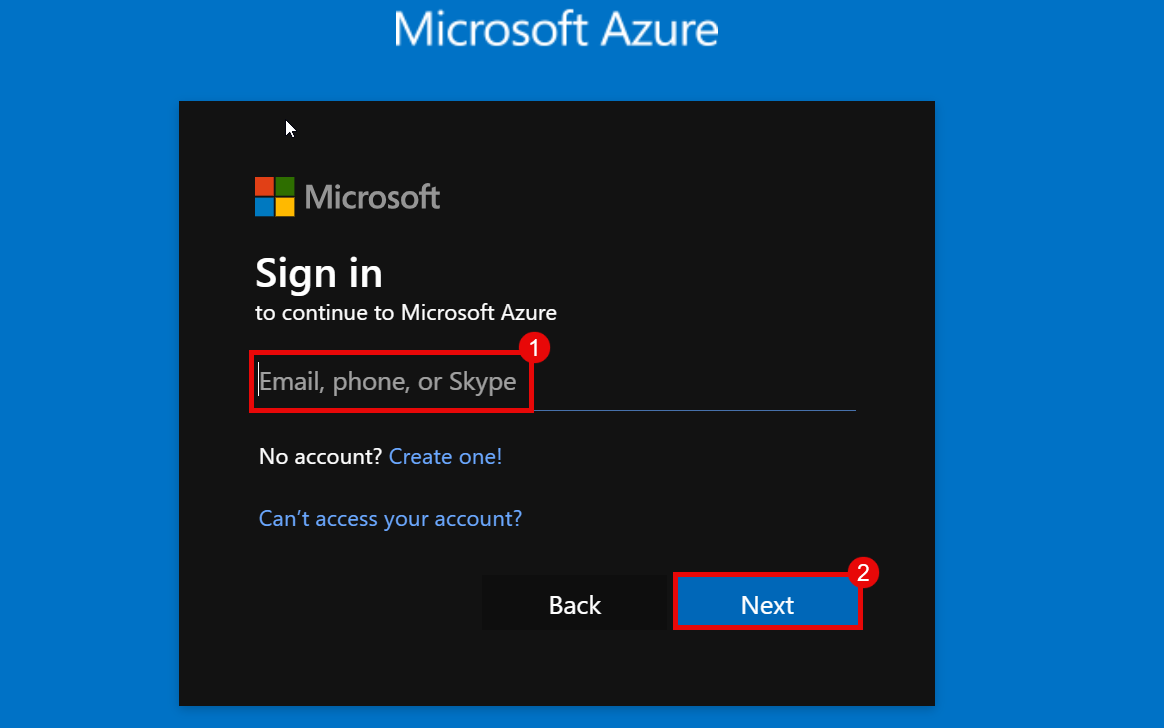 Microsoft Azure
Microsoft
Sign in
to continue to Microsoft Azure
1
Email, phone, or Skype
No account? Create one!
Can’t access your account?
2
Back Next